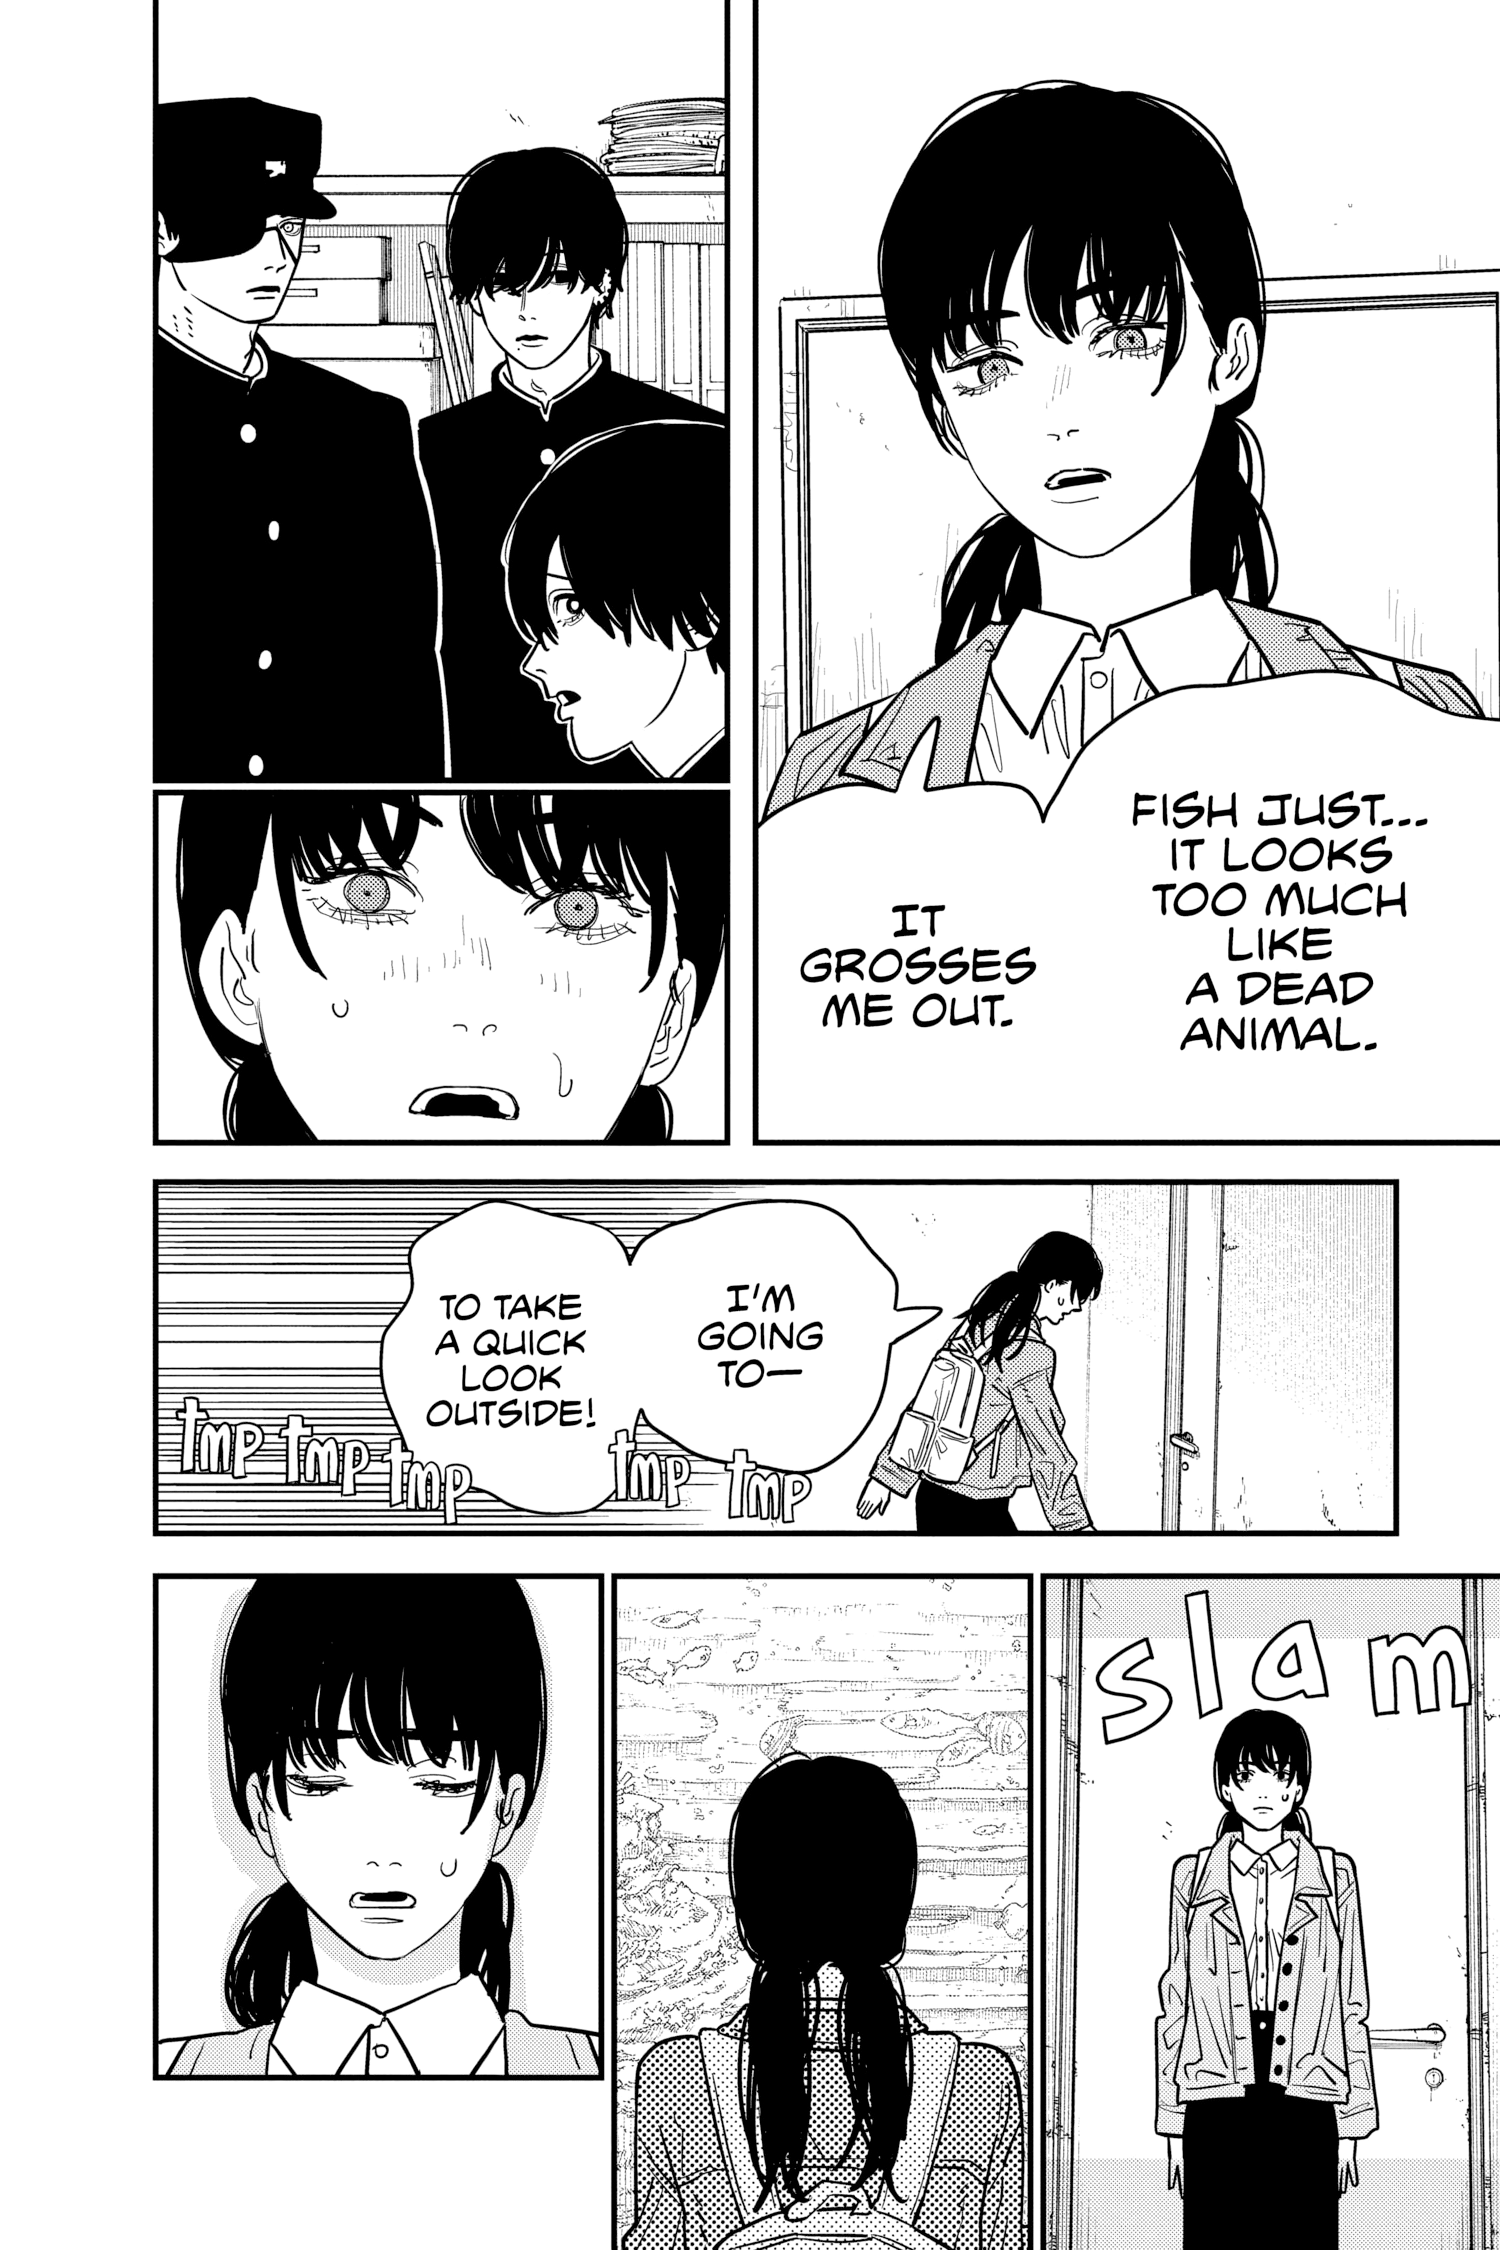 FISH JUST...
IT LOOKS
TOO MUCH
LIKE
A DEAD
ANIMAL.
IT
GROSSES
ME OUT.
I'M
GOING
TO—
TO TAKE
A QUICK
LOOK
OUTSIDE!
TMP
TMP
TMP
TMP
TMP
SLAM